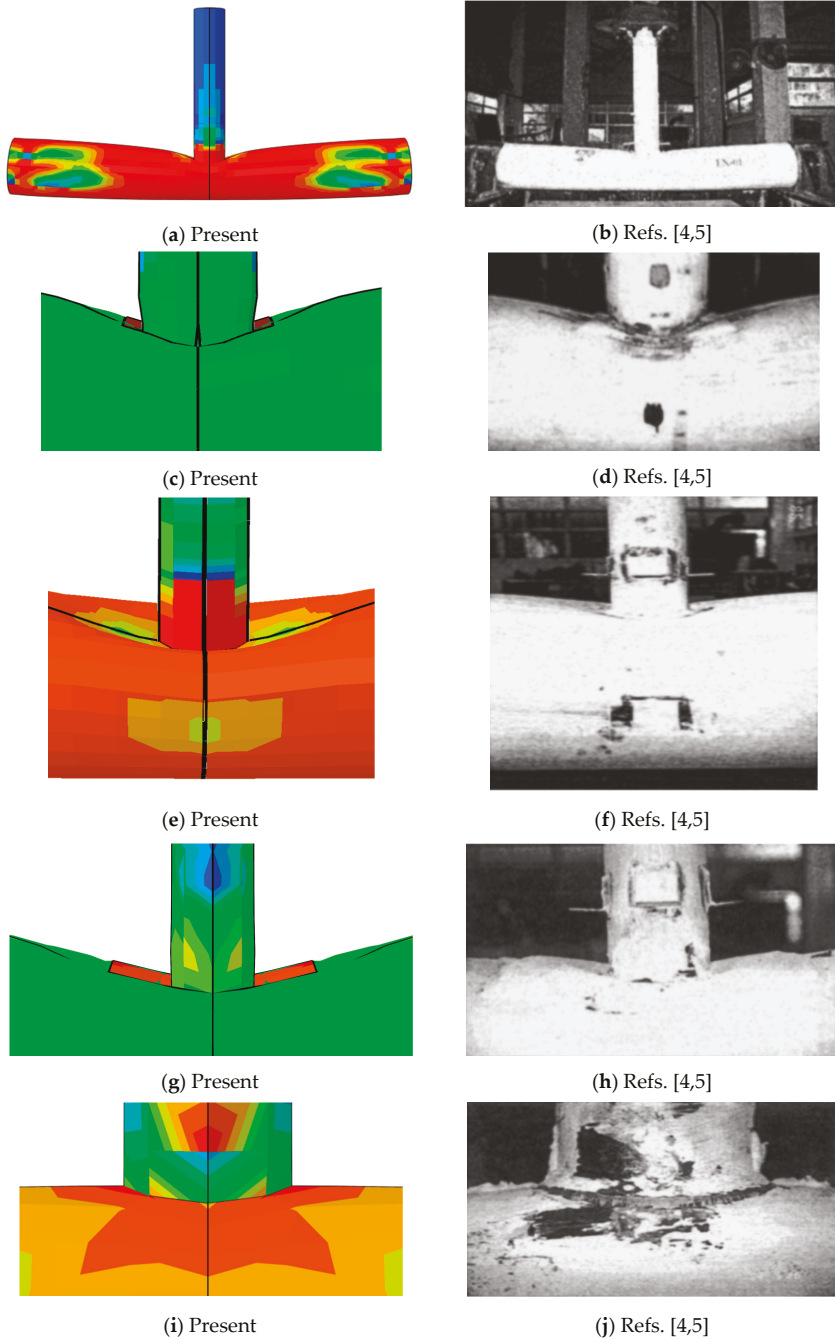 (a) Present
(b) Refs. [4,5]
(c) Present
(d) Refs. [4,5]
(e) Present
(f) Refs. [4,5]
(g) Present
(h) Refs. [4,5]
(i) Present
(j) Refs. [4,5]